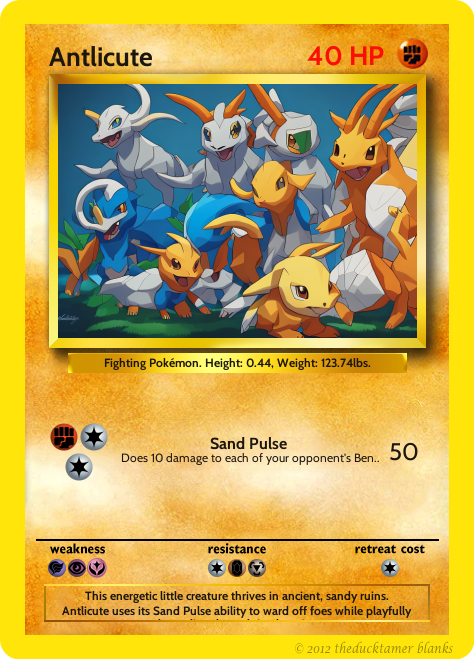 Antlicute 40 HP
Fighting Pokémon. Height: 0.44, Weight: 123.74lbs.
Sand Pulse
Does 10 damage to each of your opponent's Ben.. 50
weakness resistance retreat cost
This energetic little creature thrives in ancient, sandy ruins.
Antlicute uses its Sand Pulse ability to ward off foes while playfully
© 2012 theducktamer blanks